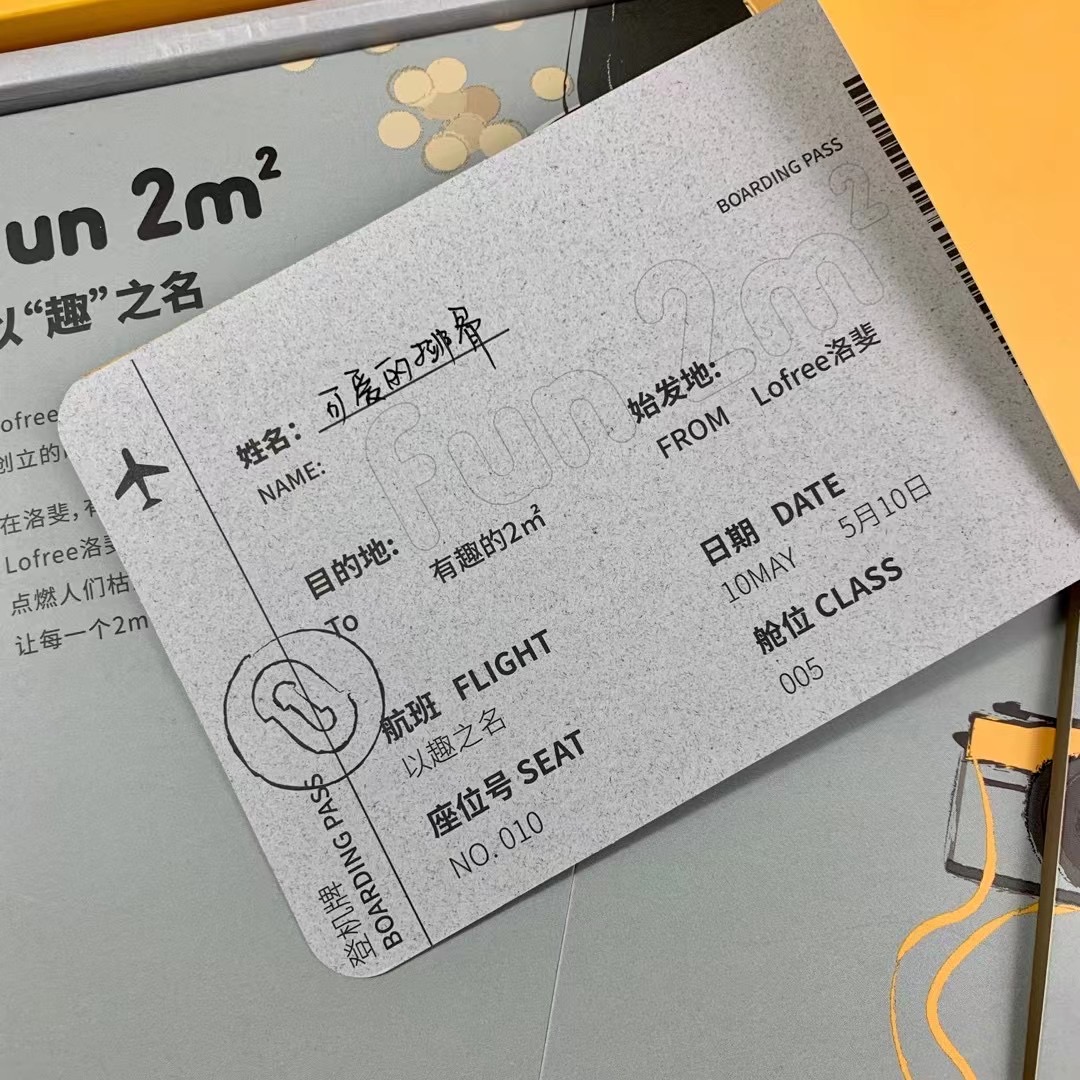 un 2m²
以“趣”之名
ofree
创立的
在洛斐,
Lofree洛
点燃人们枯
让每一个2m
BOARDING PASS
fun 2m²
姓名: 可爱的排骨
NAME:
始发地: Lofree洛斐
FROM
目的地: 有趣的2㎡
To
日期 DATE
10MAY 5月10日
航班 FLIGHT
以趣之名
舱位 CLASS
005
座位号 SEAT
NO. 010
登机牌
BOARDING PASS